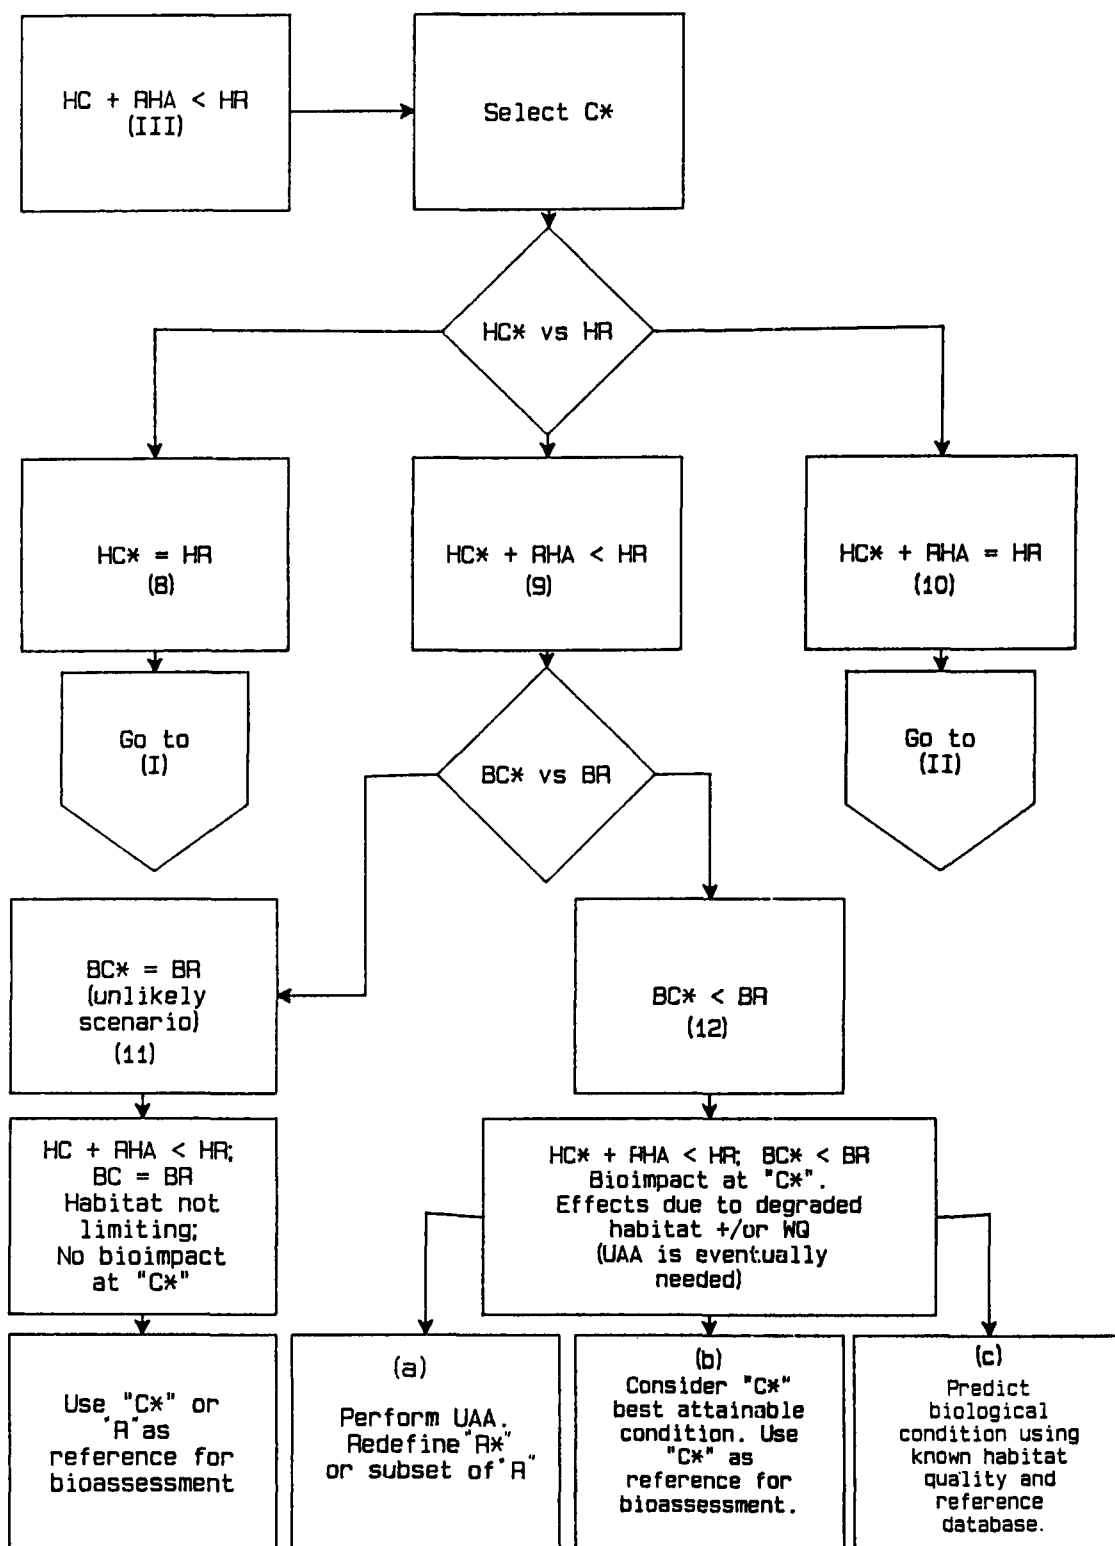 HC + RHA < HR
(III)
Select C*
HC* vs HR
HC* = HR
(8)
HC* + RHA < HR
(9)
HC* + RHA = HR
(10)
Go to
(I)
BC* vs BR
Go to
(II)
BC* = BR
(unlikely
scenario)
(11)
BC* < BR
(12)
HC + RHA < HR;
BC = BR
Habitat not
limiting;
No bioimpact
at "C*"
HC* + RHA < HR; BC* < BR
Bioimpact at "C*".
Effects due to degraded
habitat +/or WQ
(UAA is eventually
needed)
Use "C*" or
"R" as
reference for
bioassessment
(a)
Perform UAA.
Redefine "R*"
or subset of "R"
(b)
Consider "C*"
best attainable
condition. Use
"C*" as
reference for
bioassessment.
(c)
Predict
biological
condition using
known habitat
quality and
reference
database.